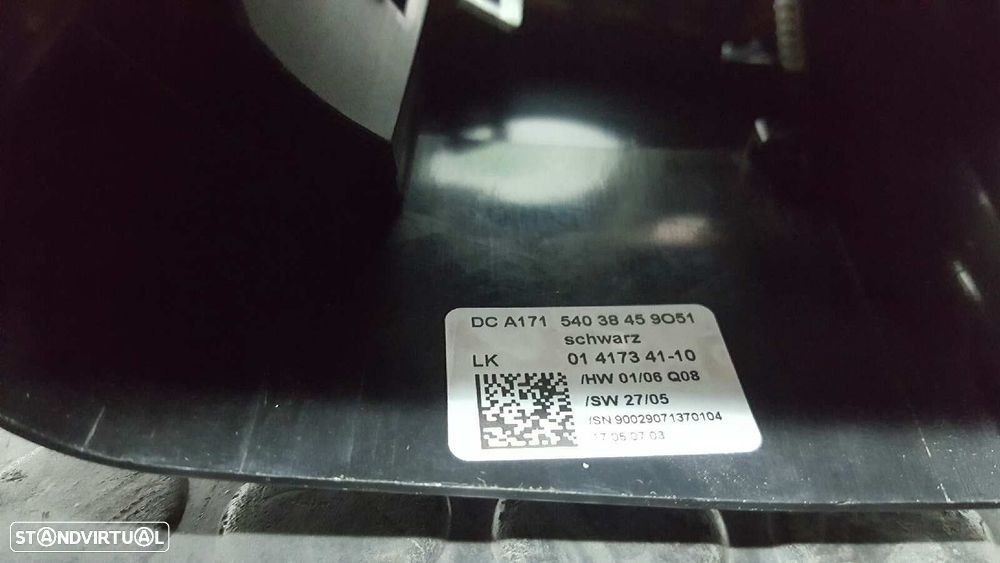 DC A171 540 38 45 9O51
schwarz
LK 01 4173 41-10
/HW 01/06 Q08
/SW 27/05
/SN 90029071370104
17 05 07 03
STANDVIRTUAL